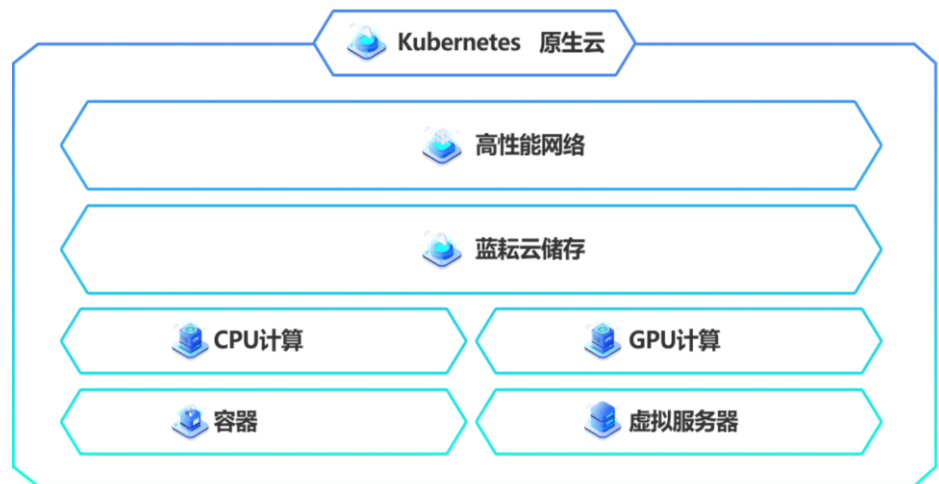 Kubernetes 原生云
高性能网络
蓝耘云储存
CPU计算
GPU计算
容器
虚拟服务器